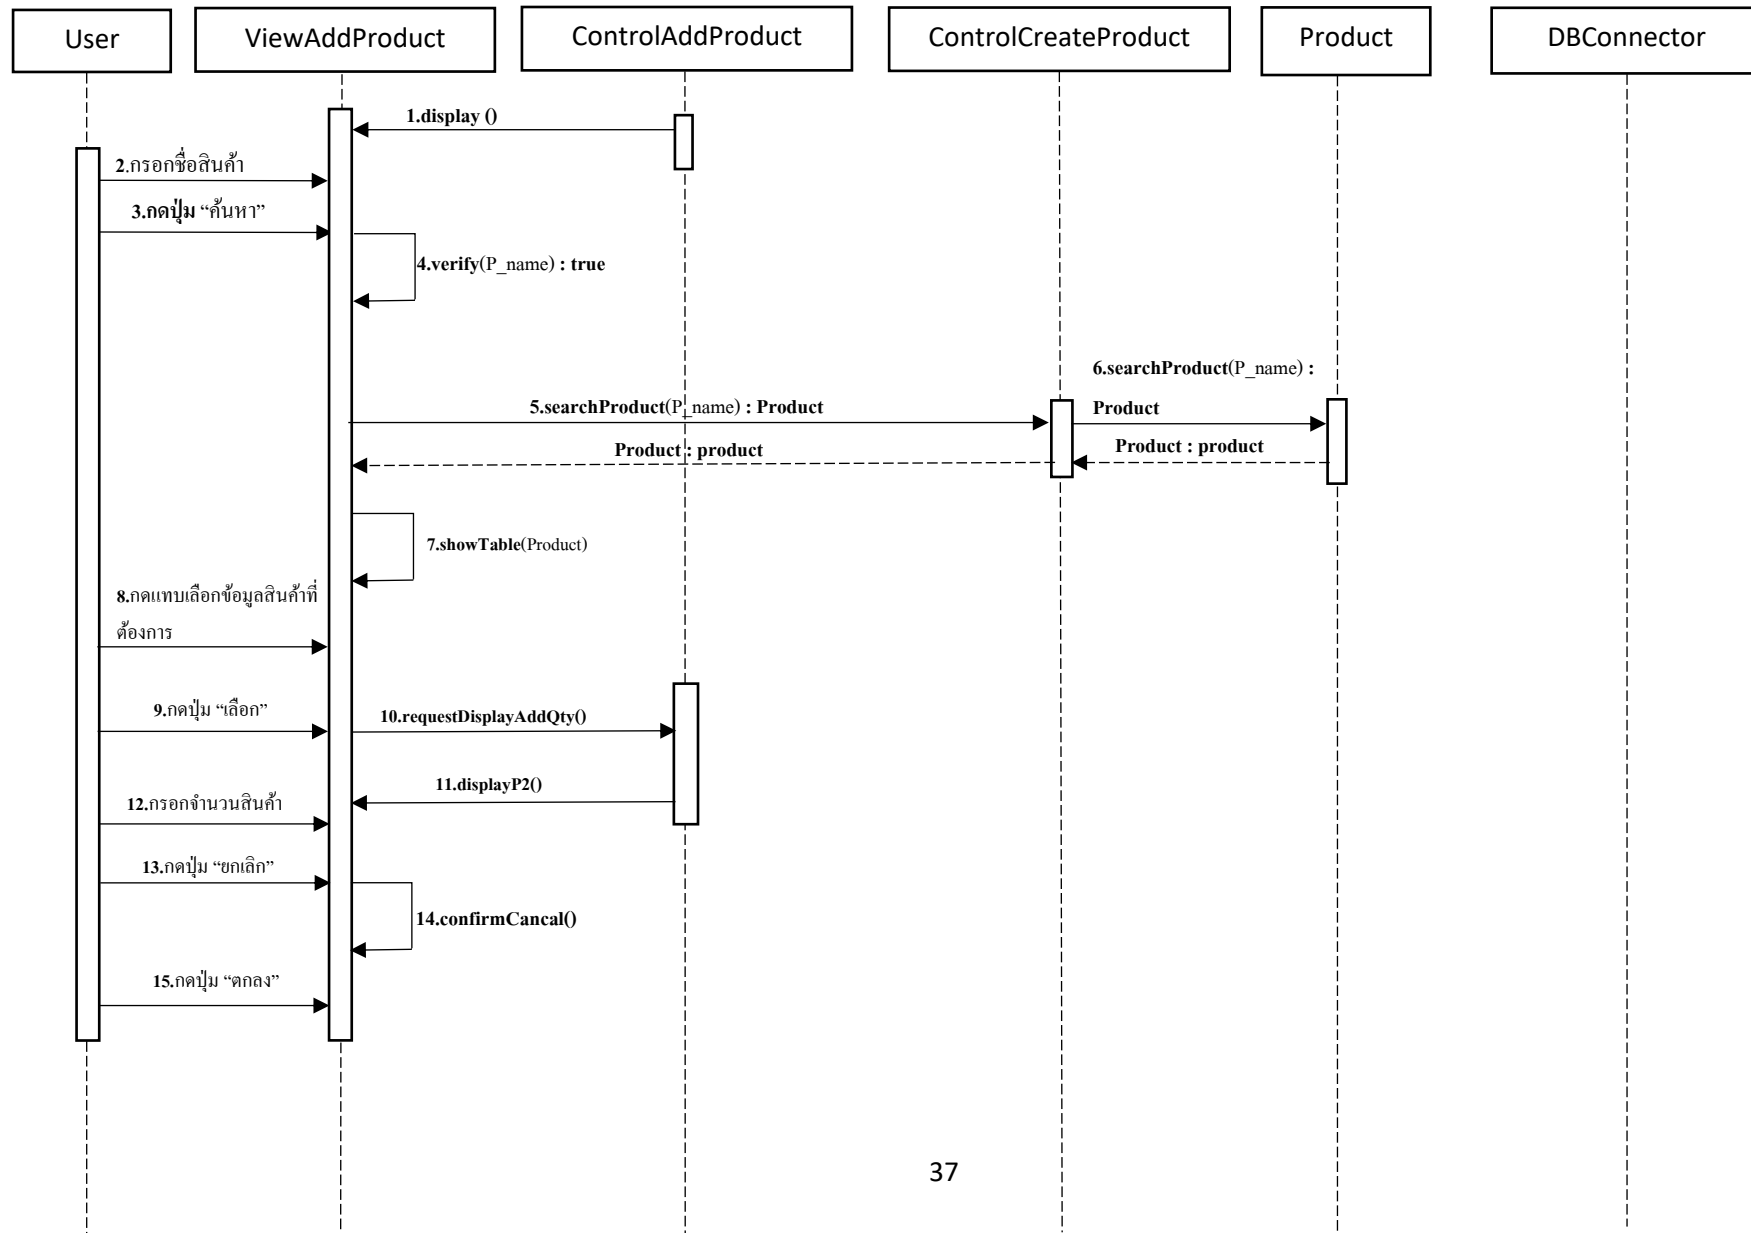 User
ViewAddProduct
ControlAddProduct
ControlCreateProduct
Product
DBConnector
1.display ()
2.กรอกชื่อสินค้า
3.กดปุ่ม “ค้นหา”
4.verify(P_name) : true
6.searchProduct(P_name) :
Product
5.searchProduct(P_name) : Product
Product : product
Product : product
7.showTable(Product)
8.กดแทบเลือกข้อมูลสินค้าที่
ต้องการ
9.กดปุ่ม “เลือก”
10.requestDisplayAddQty()
11.displayP2()
12.กรอกจำนวนสินค้า
13.กดปุ่ม “ยกเลิก”
14.confirmCancal()
15.กดปุ่ม “ตกลง”
37